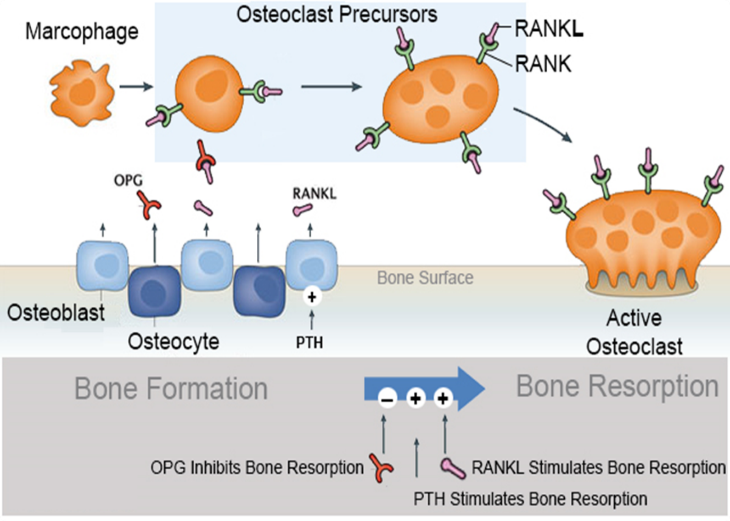 Marcophage
Osteoclast Precursors
RANKL
RANK
OPG
RANKL
Bone Surface
Osteoblast
Osteocyte
PTH
Active
Osteoclast
Bone Formation
Bone Resorption
OPG Inhibits Bone Resorption
RANKL Stimulates Bone Resorption
PTH Stimulates Bone Resorption